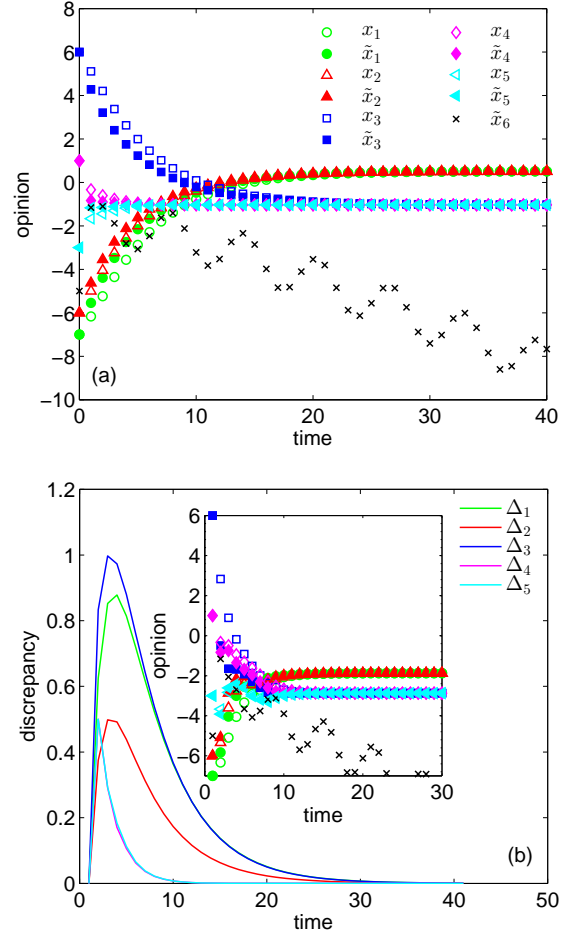 8
6
4
2
0
−2
−4
−6
−8
−10
opinion
x₁
x̃₁
x₂
x̃₂
x₃
x̃₃
x₄
x̃₄
x₅
x̃₅
x̃₆
(a)
0 10 20 30 40
time
1.2
1
0.8
0.6
0.4
0.2
0
discrepancy
Δ₁
Δ₂
Δ₃
Δ₄
Δ₅
6
4
2
0
−2
−4
−6
opinion
0 10 20 30
time
(b)
0 10 20 30 40 50
time